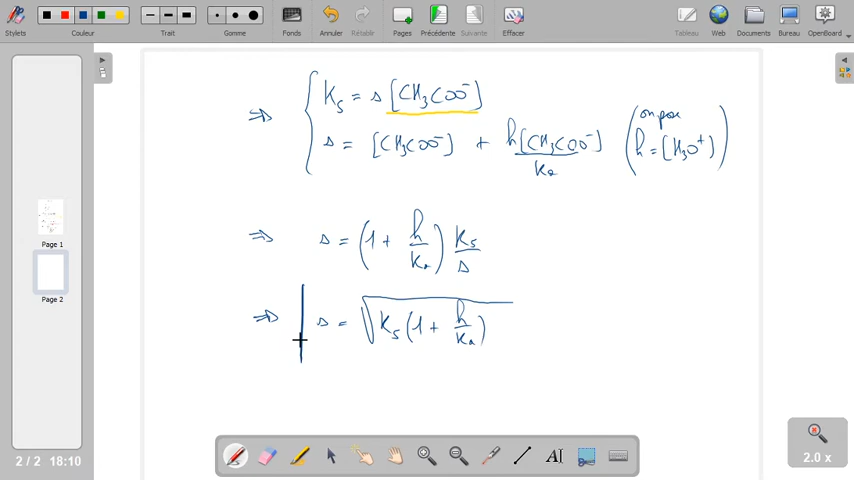 Stylets
Couleur
Trait
Gomme
Fonds
Annuler
Refaire
Pages
Précédente
Suivante
Effacer
Tableau
Web
Documents
Bureau
OpenBoard
⇒ { Ks = s [CH3COO⁻]
s = [CH3COO⁻] + h[CH3COO⁻]/Ka (on pose h = [H3O⁺])
⇒ s = (1 + h/Ka) Ks/s
⇒ s = √(Ks (1 + h/Ka))
Page 1
Page 2
2 / 2 18:10
2.0 x